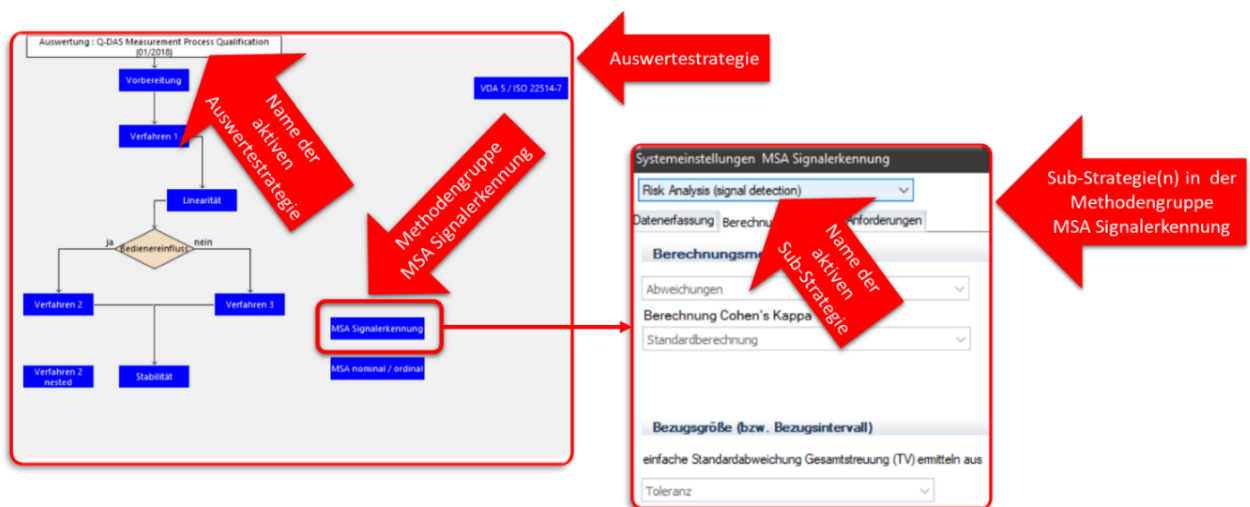 Auswertung : Q-DAS Measurement Process Qualification
(01/2018)
Vorbereitung
VDA 5 / ISO 22514-7
Verfahren 1
Linearität
ja
Bedienereinfluss
nein
Verfahren 2
Verfahren 3
MSA Signalerkennung
Verfahren 2
nested
Stabilität
MSA nominal / ordinal
Name der
aktiven
Auswertestrategie
Methodengruppe
MSA Signalerkennung
Auswertestrategie
Systemeinstellungen MSA Signalerkennung
Risk Analysis (signal detection)
Datenerfassung
Anforderungen
Abweichungen
Berechnung Cohen's Kappa
Standardberechnung
Bezugsgröße (bzw. Bezugsintervall)
einfache Standardabweichung Gesamtstreuung (TV) ermitteln aus
Toleranz
Name der
aktiven
Sub-Strategie
Sub-Strategie(n) in der
Methodengruppe
MSA Signalerkennung